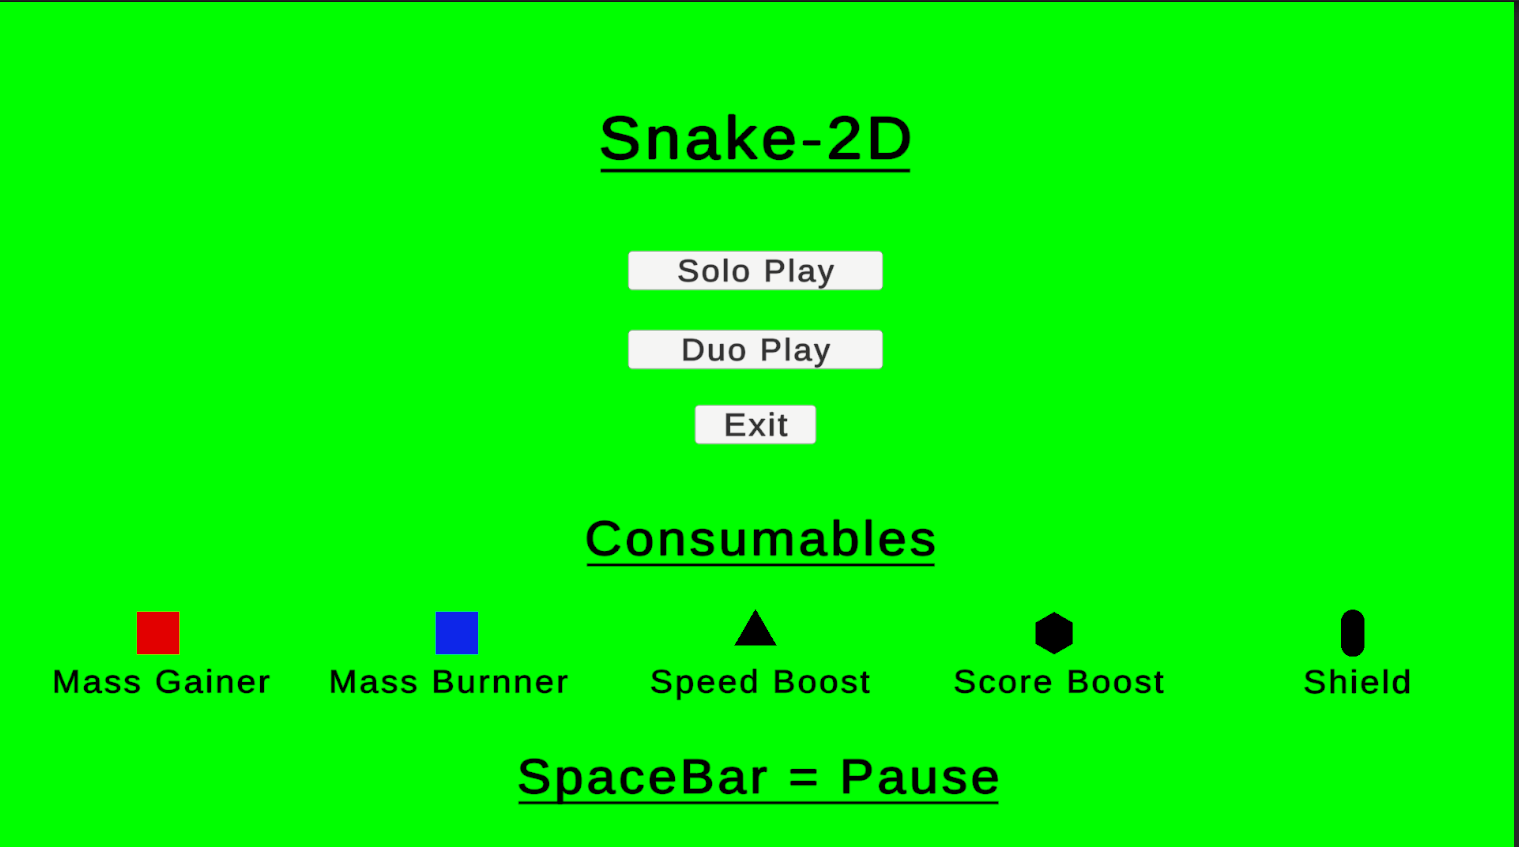 Snake-2D
Solo Play
Duo Play
Exit
Consumables
Mass Gainer
Mass Burnner
Speed Boost
Score Boost
Shield
SpaceBar = Pause